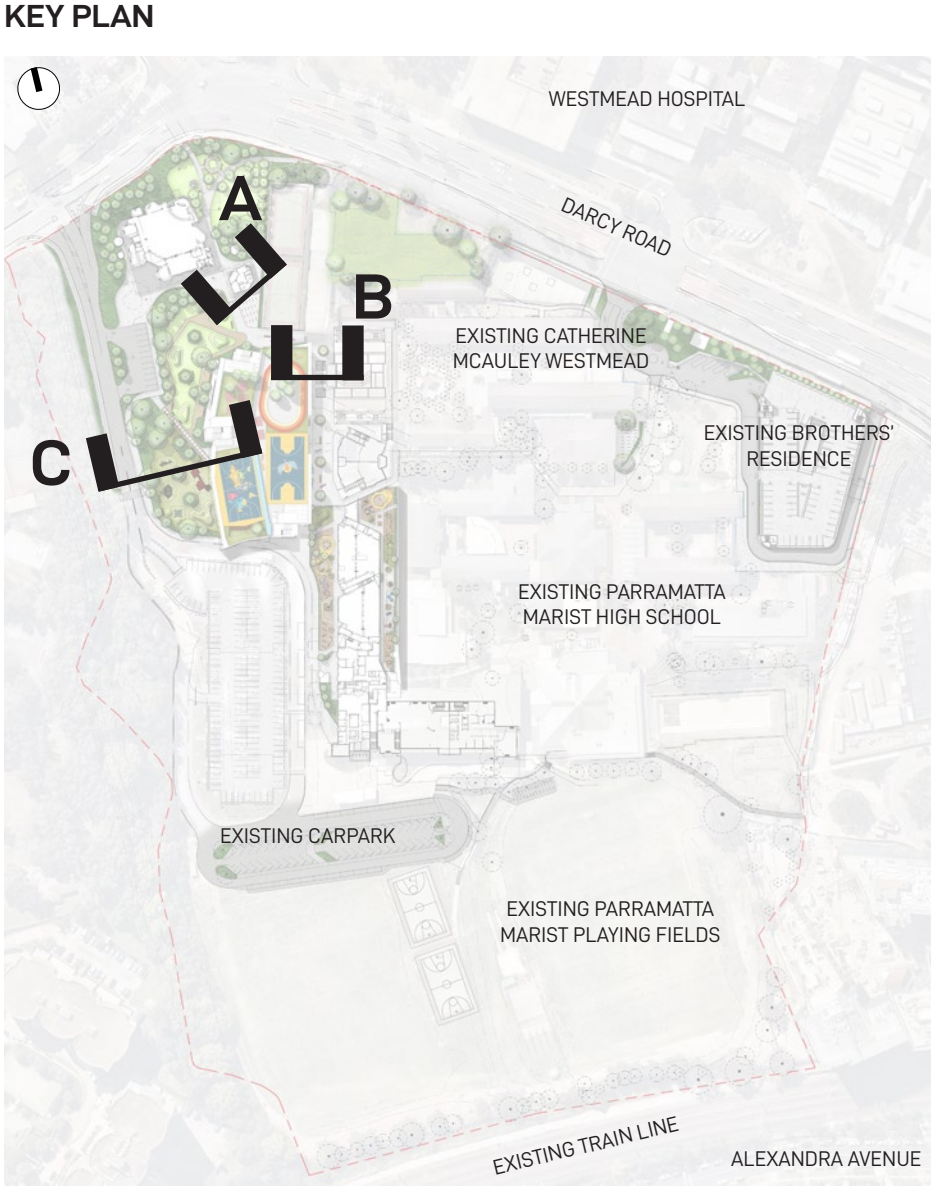 KEY PLAN
WESTMEAD HOSPITAL
DARCY ROAD
A
B
EXISTING CATHERINE
MCAULEY WESTMEAD
EXISTING BROTHERS'
RESIDENCE
C
EXISTING PARRAMATTA
MARIST HIGH SCHOOL
EXISTING CARPARK
EXISTING PARRAMATTA
MARIST PLAYING FIELDS
EXISTING TRAIN LINE
ALEXANDRA AVENUE